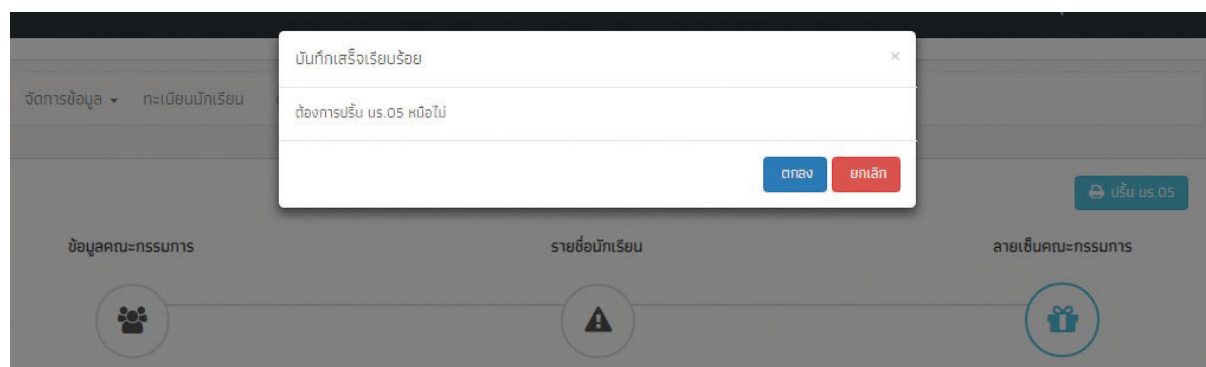 บันทึกเสร็จเรียบร้อย ×
จัดการข้อมูล ทะเบียนนักเรียน
ต้องการปริ้น นร.05 หนือไม่
ตกลง ยกเลิก
ปริ้น นร.05
ข้อมูลคณะกรรมการ รายชื่อนักเรียน ลายเซ็นคณะกรรมการ